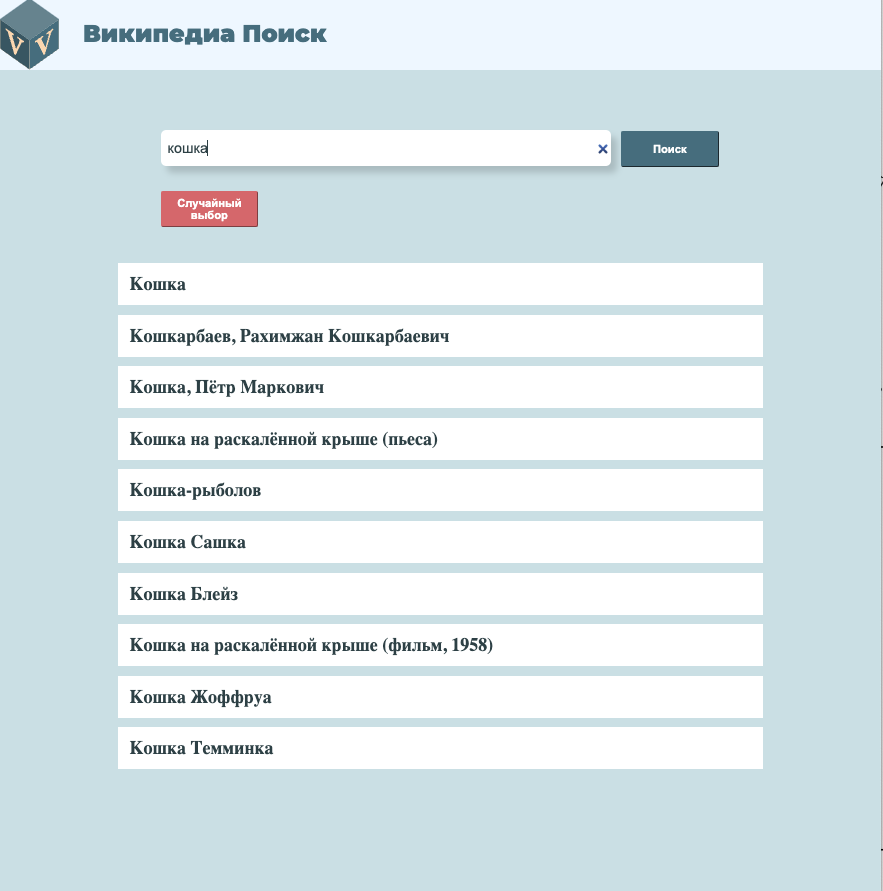 V V
Википедиа Поиск
кошка
×
Поиск
Случайный
выбор
Кошка
Кошкарбаев, Рахимжан Кошкарбаевич
Кошка, Пётр Маркович
Кошка на раскалённой крыше (пьеса)
Кошка-рыболов
Кошка Сашка
Кошка Блейз
Кошка на раскалённой крыше (фильм, 1958)
Кошка Жоффруа
Кошка Темминка